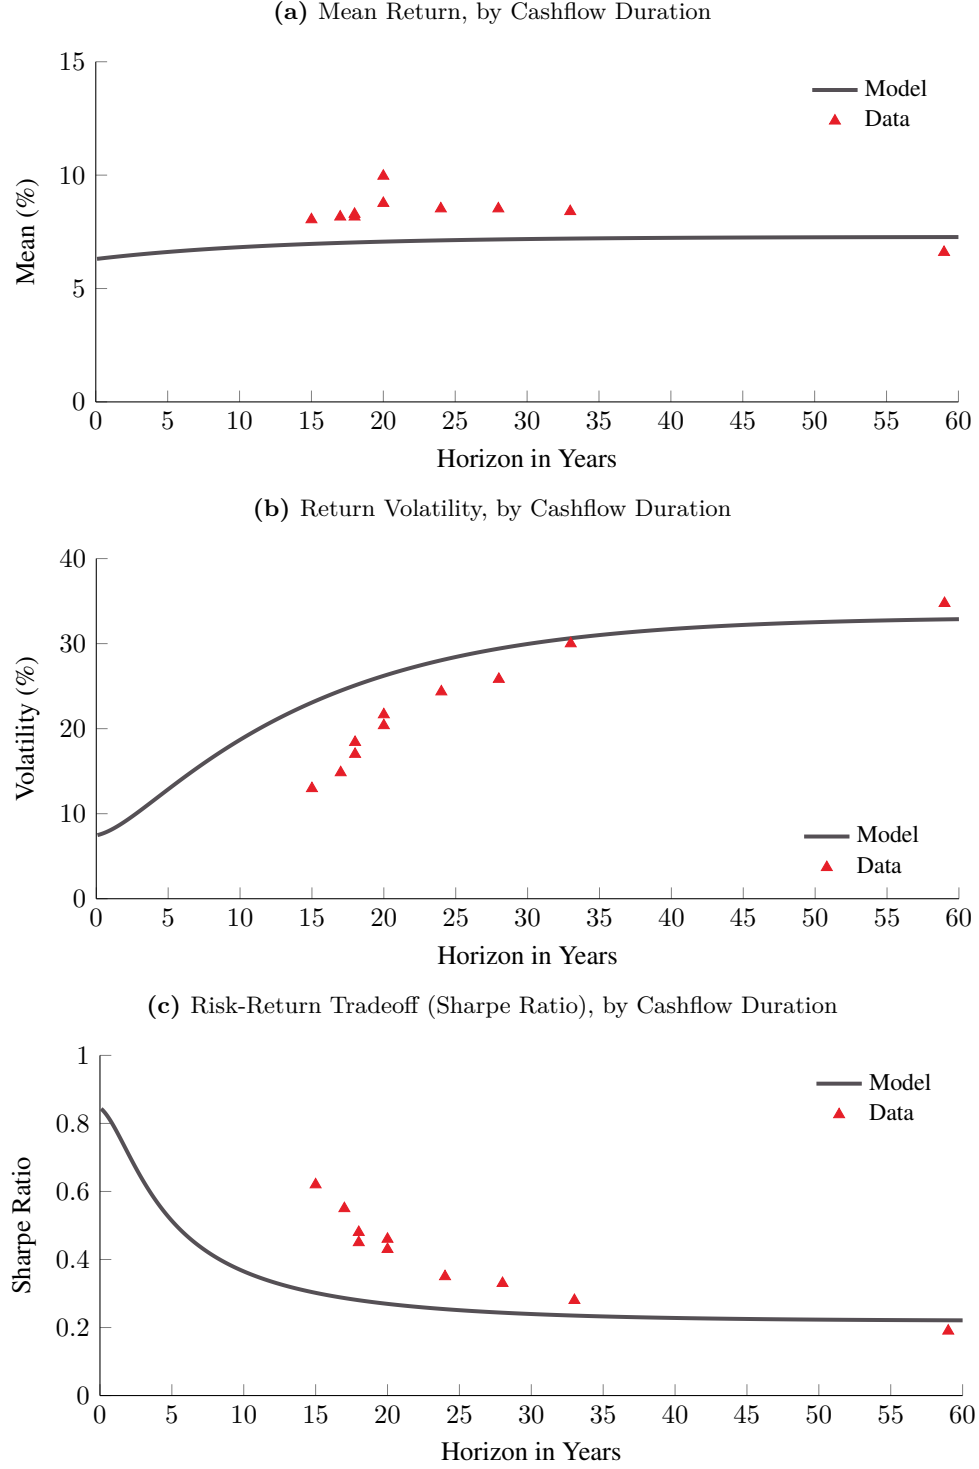 (a) Mean Return, by Cashflow Duration
15
10
5
0
Mean (%)
Model
Data
0 5 10 15 20 25 30 35 40 45 50 55 60
Horizon in Years
(b) Return Volatility, by Cashflow Duration
40
30
20
10
0
Volatility (%)
Model
Data
0 5 10 15 20 25 30 35 40 45 50 55 60
Horizon in Years
(c) Risk-Return Tradeoff (Sharpe Ratio), by Cashflow Duration
1
0.8
0.6
0.4
0.2
0
Sharpe Ratio
Model
Data
0 5 10 15 20 25 30 35 40 45 50 55 60
Horizon in Years